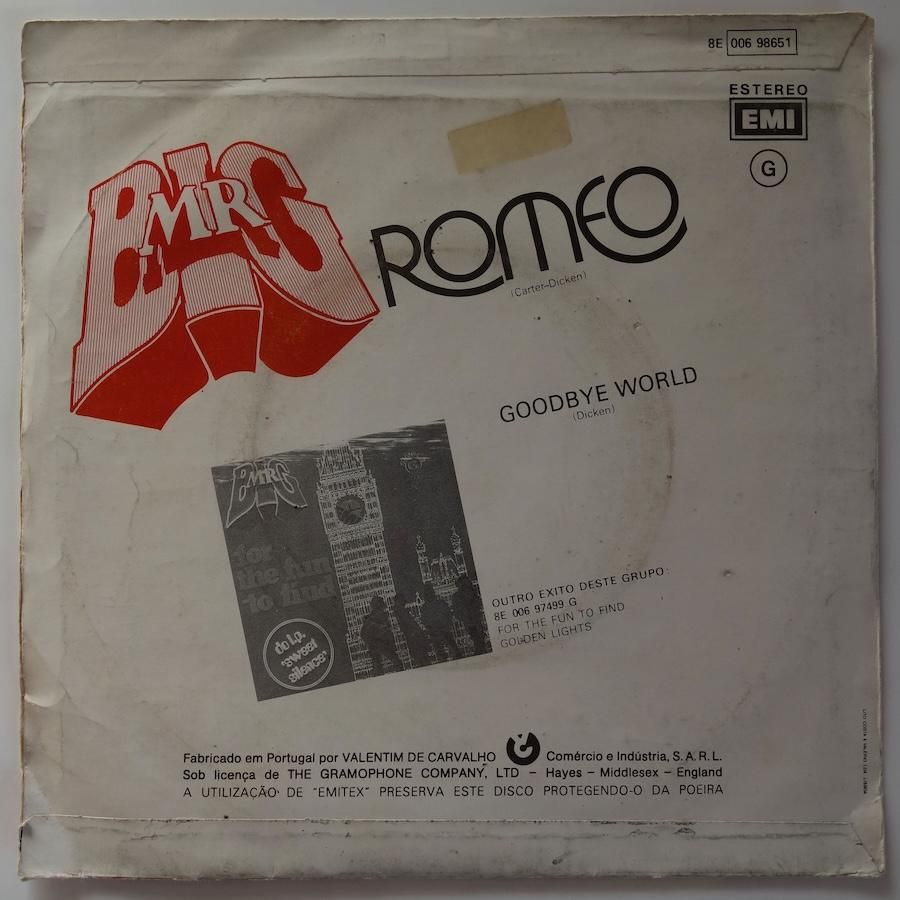 8E 006 98651
ESTEREO
EMI
G
MR BIG
ROMEO
(Carter-Dicken)
GOODBYE WORLD
(Dicken)
MR BIG
for
the fun
to find
do l.p.
"sweet
silence"
OUTRO EXITO DESTE GRUPO:
8E 006 97499 G
FOR THE FUN TO FIND
GOLDEN LIGHTS
Fabricado em Portugal por VALENTIM DE CARVALHO Comércio e Indústria, S.A.R.L.
Sob licença de THE GRAMOPHONE COMPANY, LTD – Hayes – Middlesex – England
A UTILIZAÇÃO DE "EMITEX" PRESERVA ESTE DISCO PROTEGENDO-O DA POEIRA